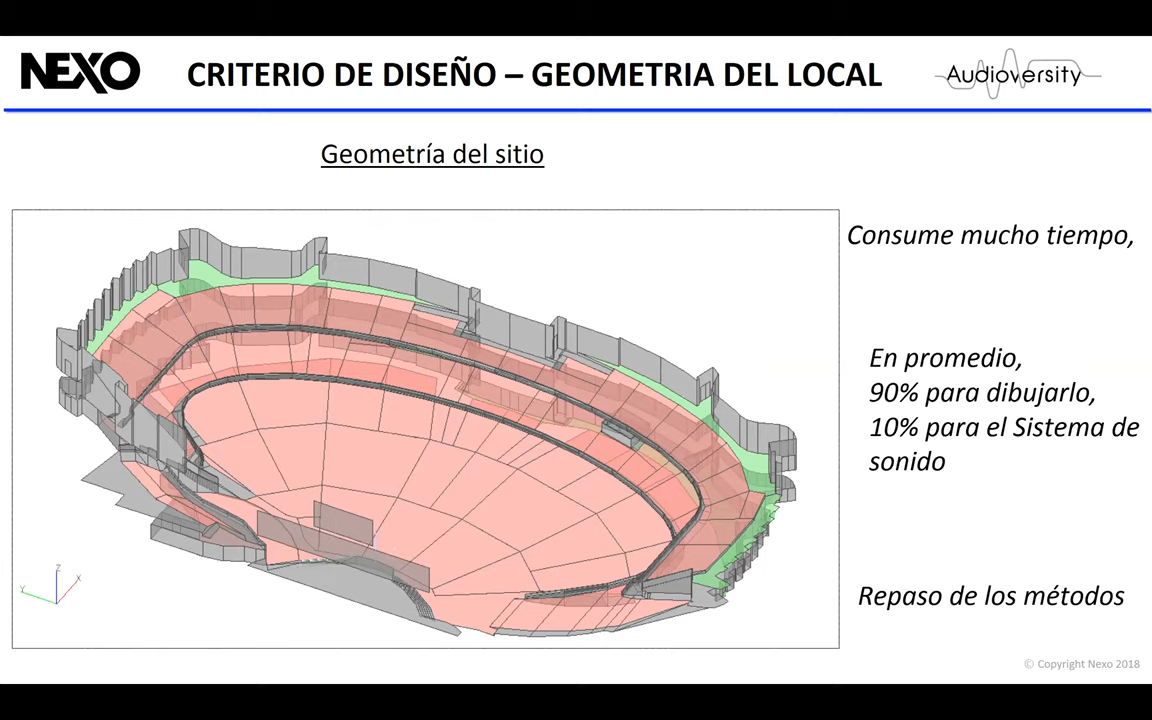 NEXO
CRITERIO DE DISEÑO – GEOMETRIA DEL LOCAL
Audioversity
Geometría del sitio
Consume mucho tiempo,
En promedio,
90% para dibujarlo,
10% para el Sistema de
sonido
Repaso de los métodos
Z
Y
X
© Copyright Nexo 2018